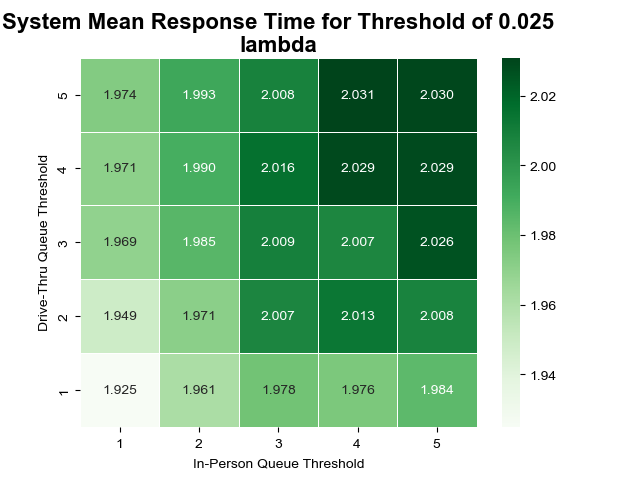 System Mean Response Time for Threshold of 0.025
lambda
5 1.974 1.993 2.008 2.031 2.030
4 1.971 1.990 2.016 2.029 2.029
3 1.969 1.985 2.009 2.007 2.026
2 1.949 1.971 2.007 2.013 2.008
1 1.925 1.961 1.978 1.976 1.984
1 2 3 4 5
In-Person Queue Threshold
Drive-Thru Queue Threshold
2.02
2.00
1.98
1.96
1.94